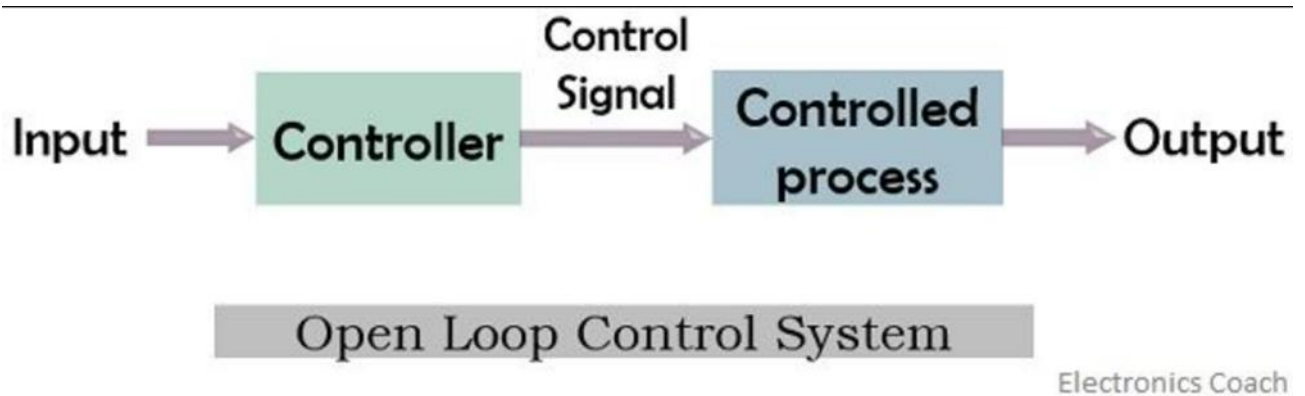 Control
Signal
Input
Controller
Controlled
process
Output
Open Loop Control System
Electronics Coach